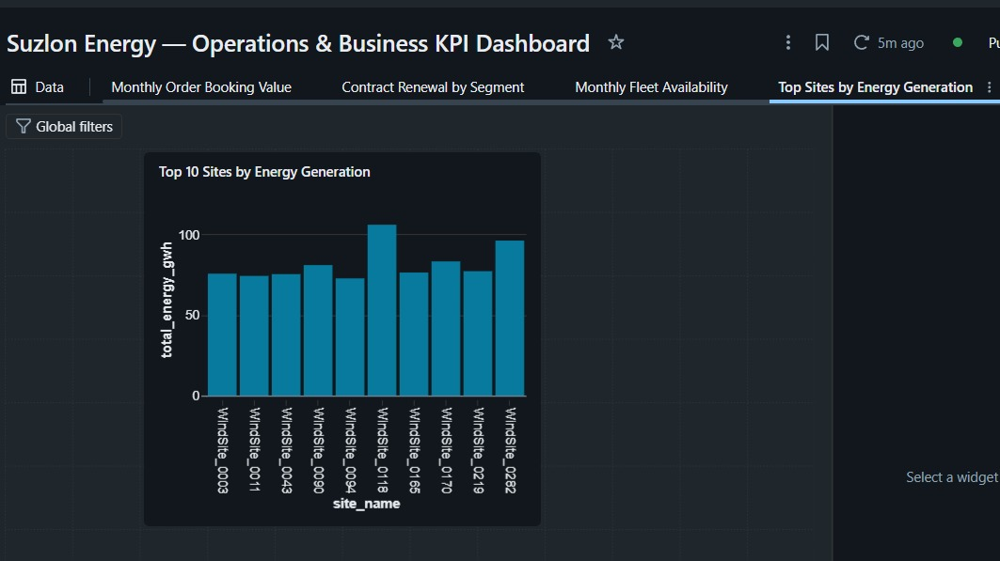 Suzlon Energy — Operations & Business KPI Dashboard
5m ago
Data
Monthly Order Booking Value
Contract Renewal by Segment
Monthly Fleet Availability
Top Sites by Energy Generation
Global filters
Top 10 Sites by Energy Generation
total_energy_gwh
100
50
0
WindSite_0003
WindSite_0011
WindSite_0043
WindSite_0090
WindSite_0094
WindSite_0118
WindSite_0165
WindSite_0170
WindSite_0219
WindSite_0282
site_name
Select a widget